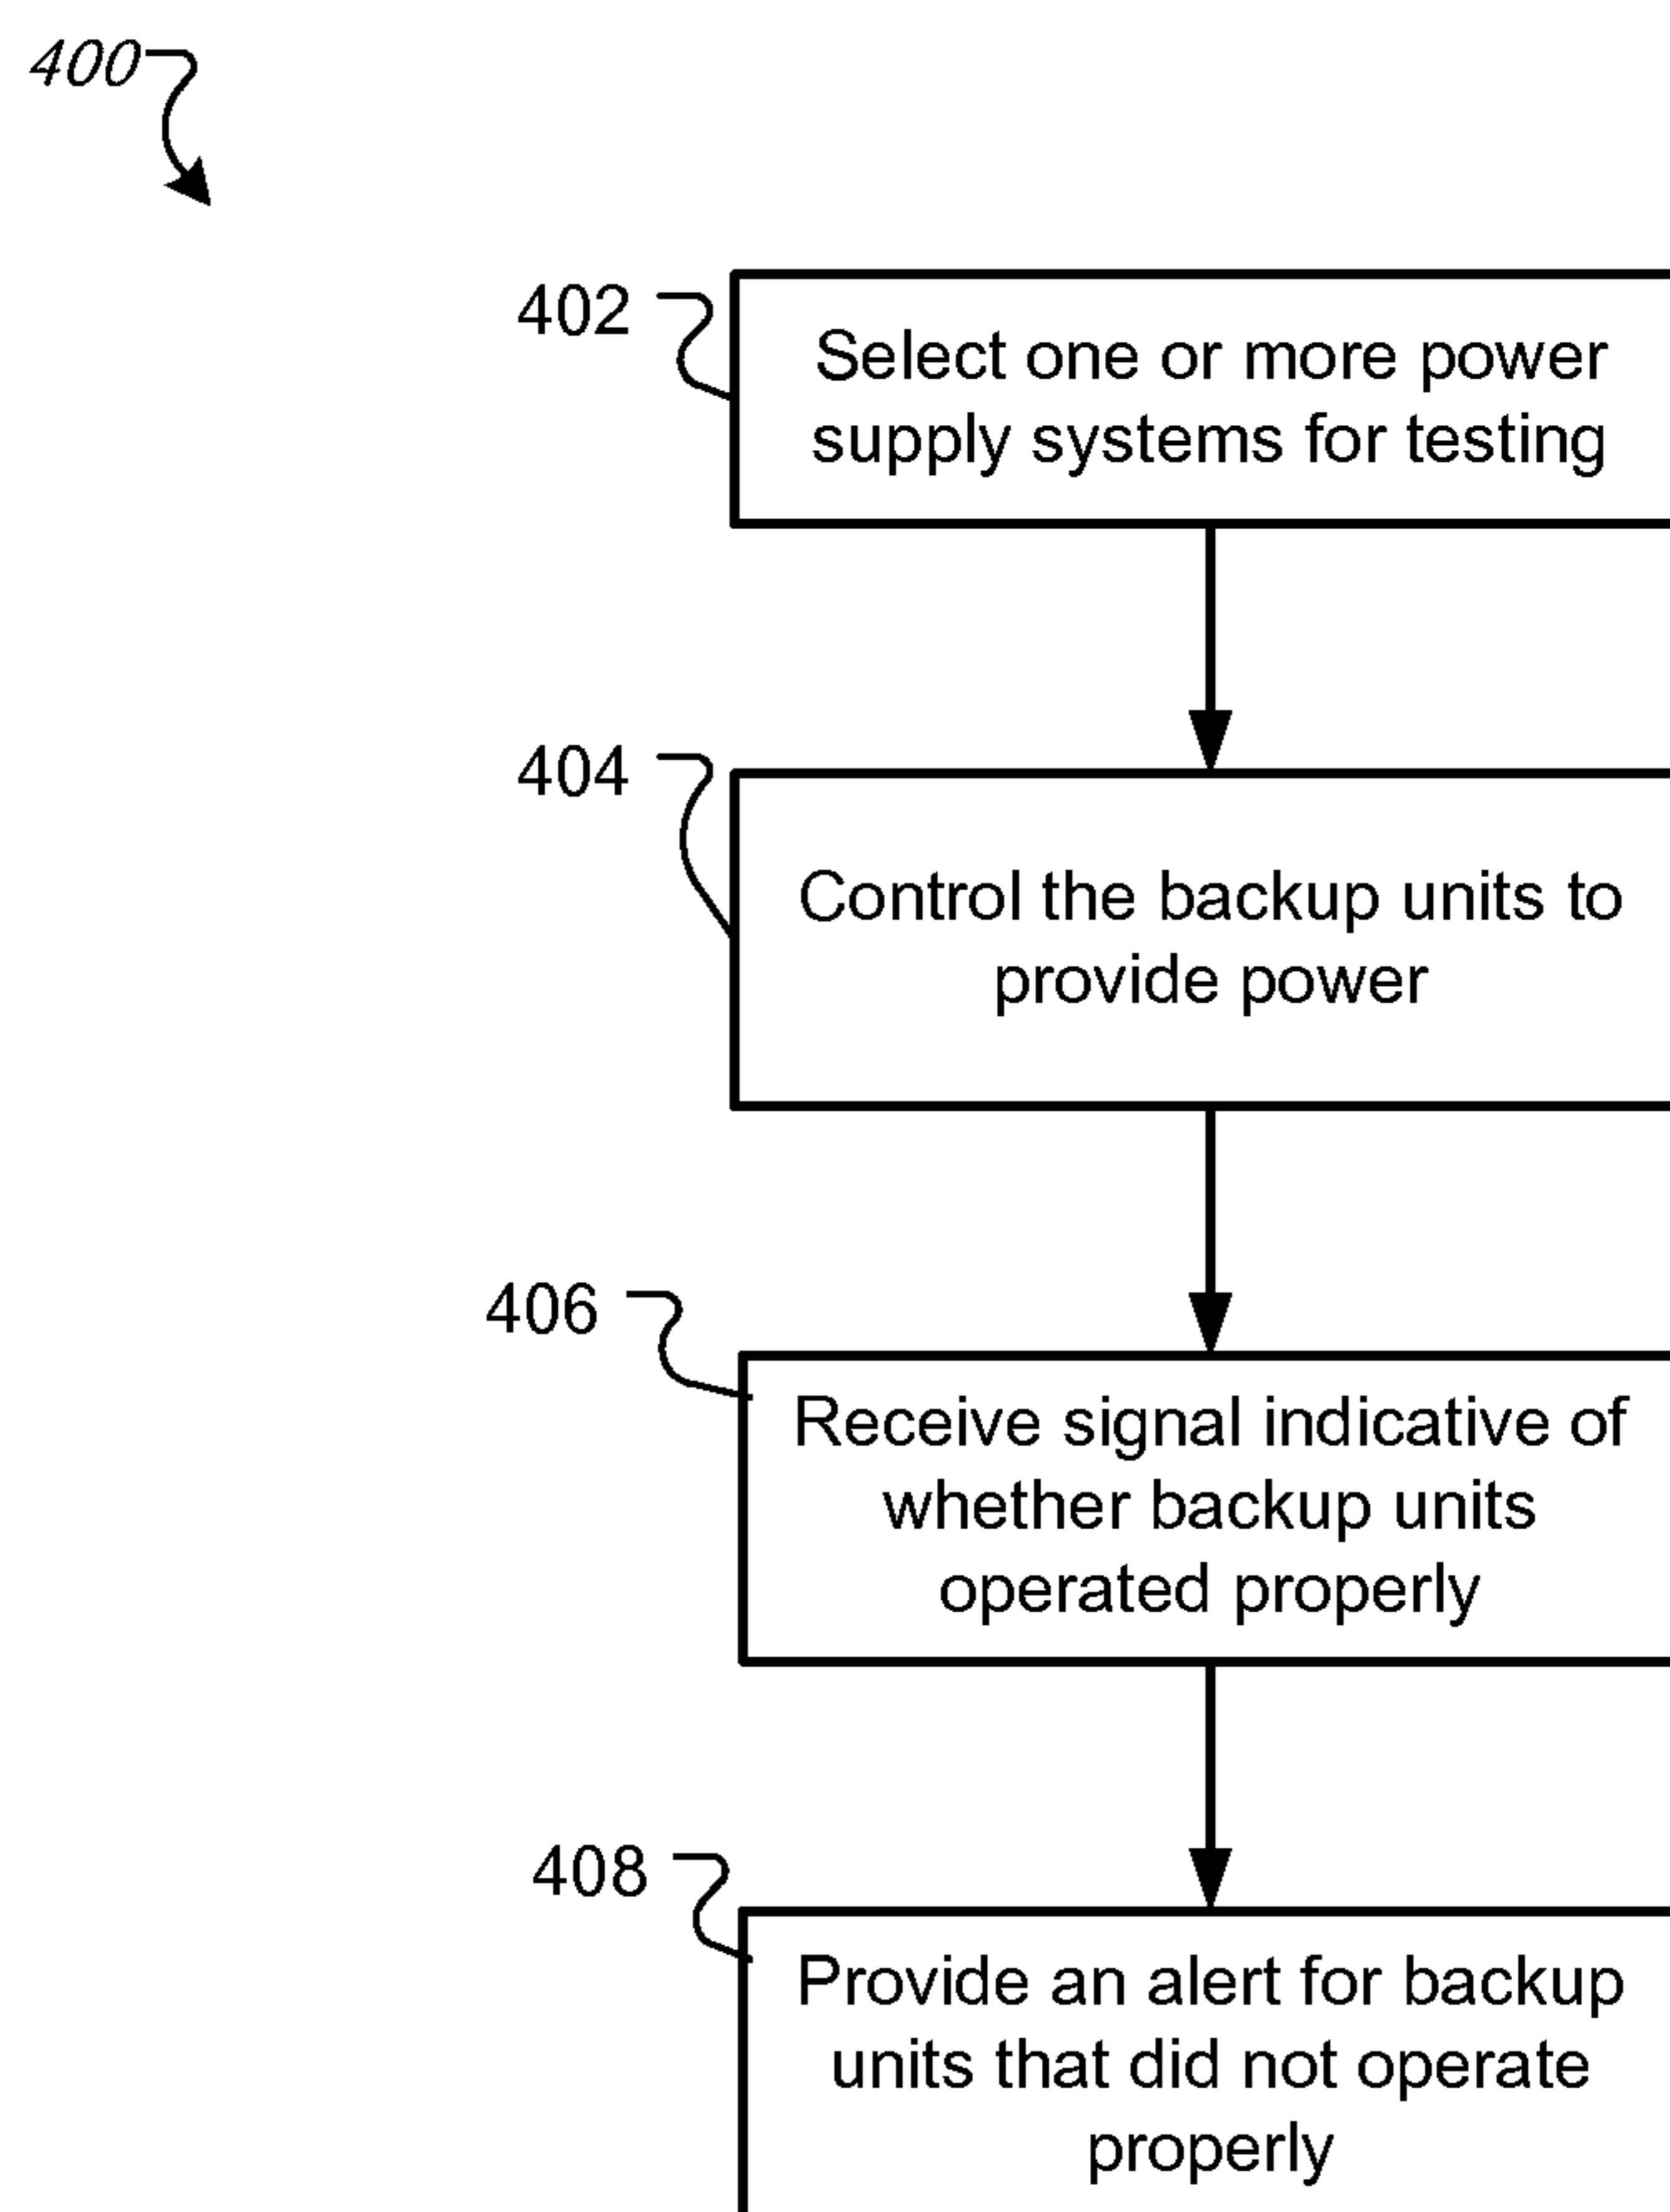 400
402
Select one or more power
supply systems for testing
404
Control the backup units to
provide power
406
Receive signal indicative of
whether backup units
operated properly
408
Provide an alert for backup
units that did not operate
properly